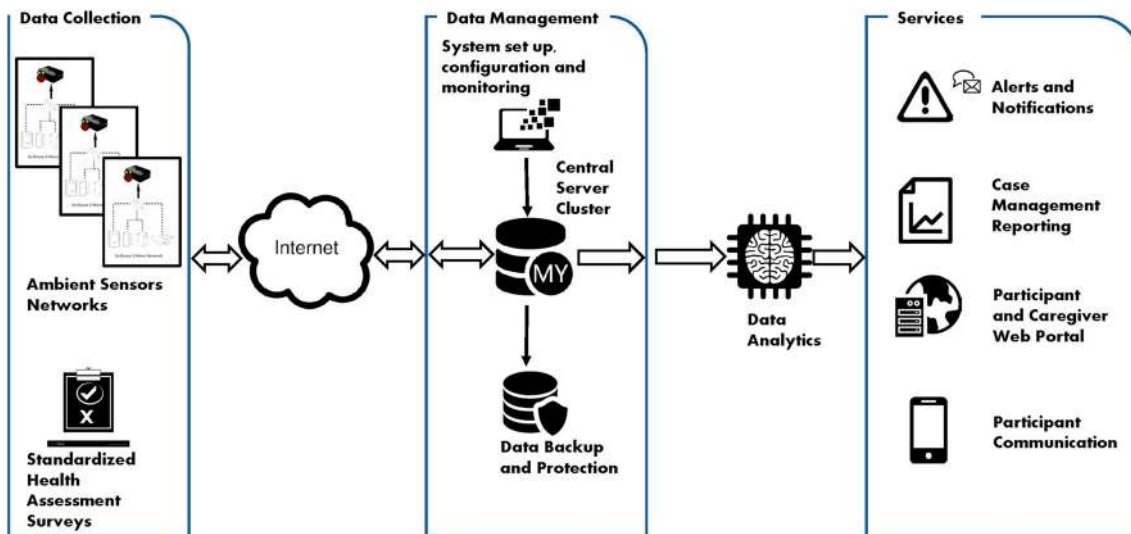 Data Collection
Ambient Sensors
Networks
Standardized
Health
Assessment
Surveys
Internet
Data Management
System set up,
configuration and
monitoring
Central
Server
Cluster
MY
Data Backup
and Protection
Data
Analytics
Services
Alerts and
Notifications
Case
Management
Reporting
Participant
and Caregiver
Web Portal
Participant
Communication